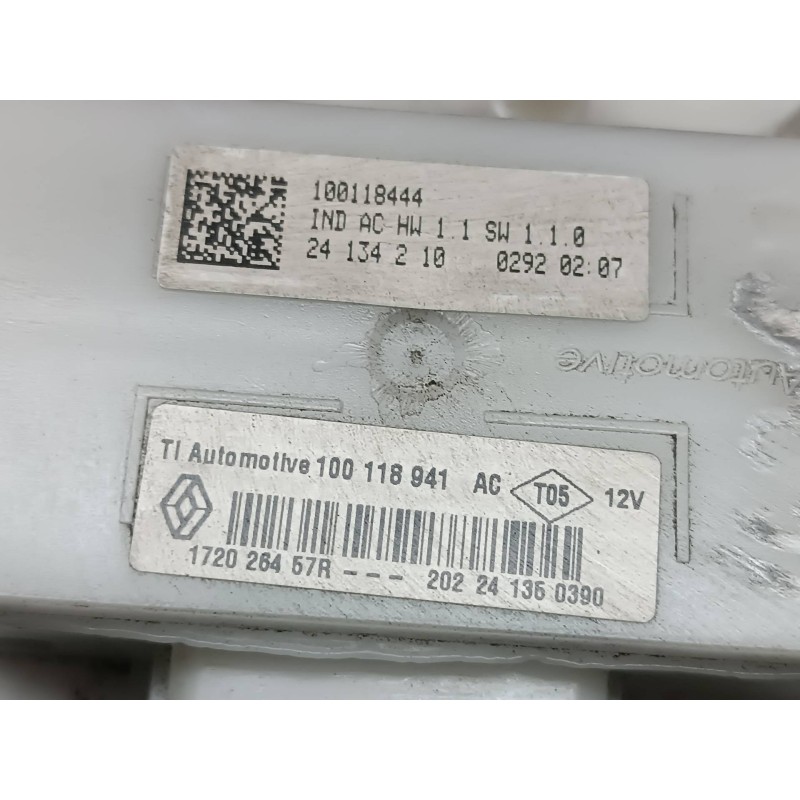 100118444
IND AC HW 1.1 SW 1.1.0
24 134 2 10 0292 02:07
Automotive
TI Automotive 100 118 941 AC T05 12V
1720 264 57R - - - 202 24 135 0390